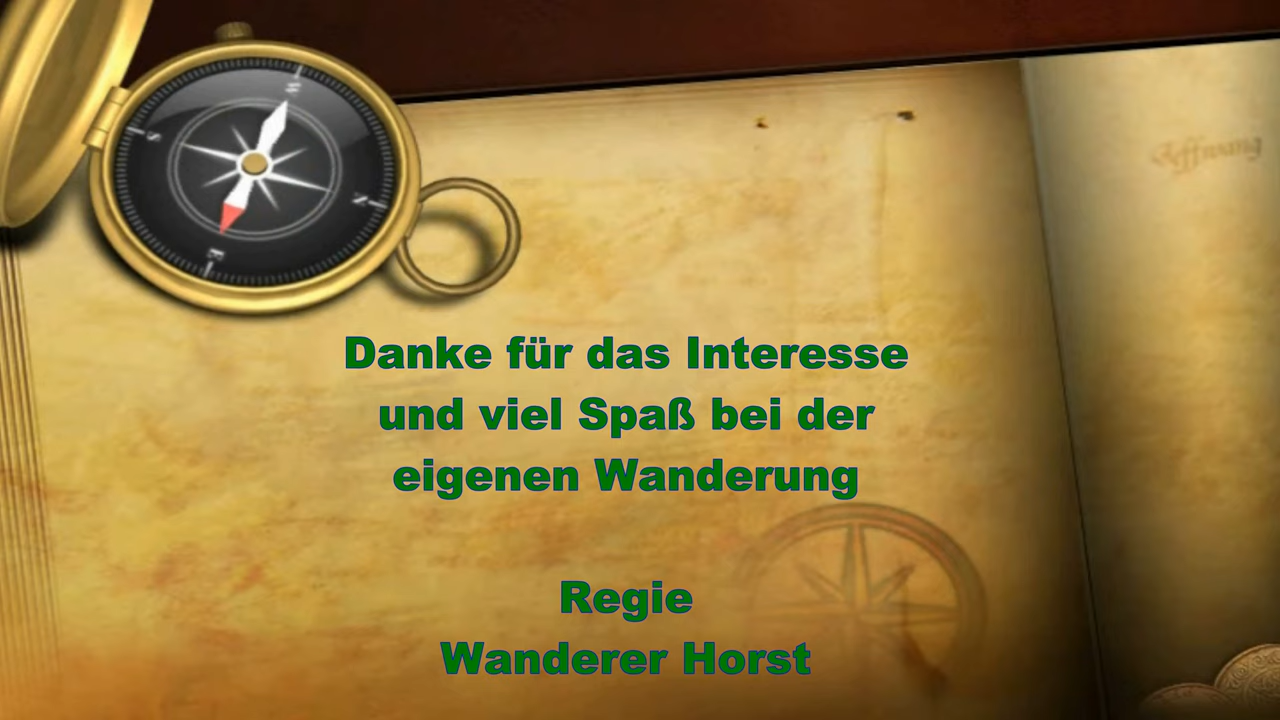 Danke für das Interesse
und viel Spaß bei der
eigenen Wanderung
Regie
Wanderer Horst